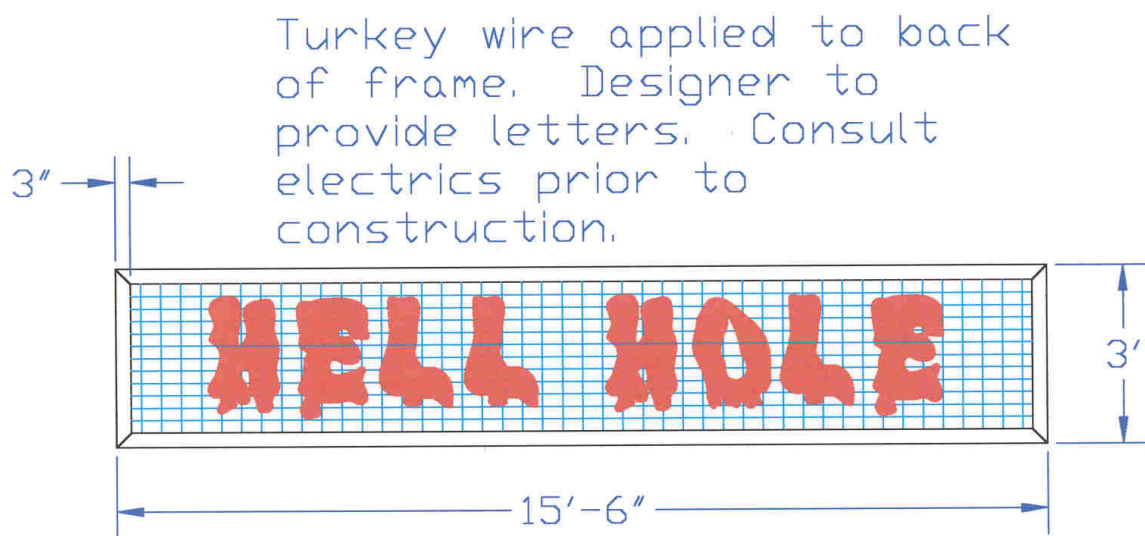 Turkey wire applied to back
of frame. Designer to
provide letters. Consult
electrics prior to
construction.
3"
HELL HOLE
3'
15'-6"